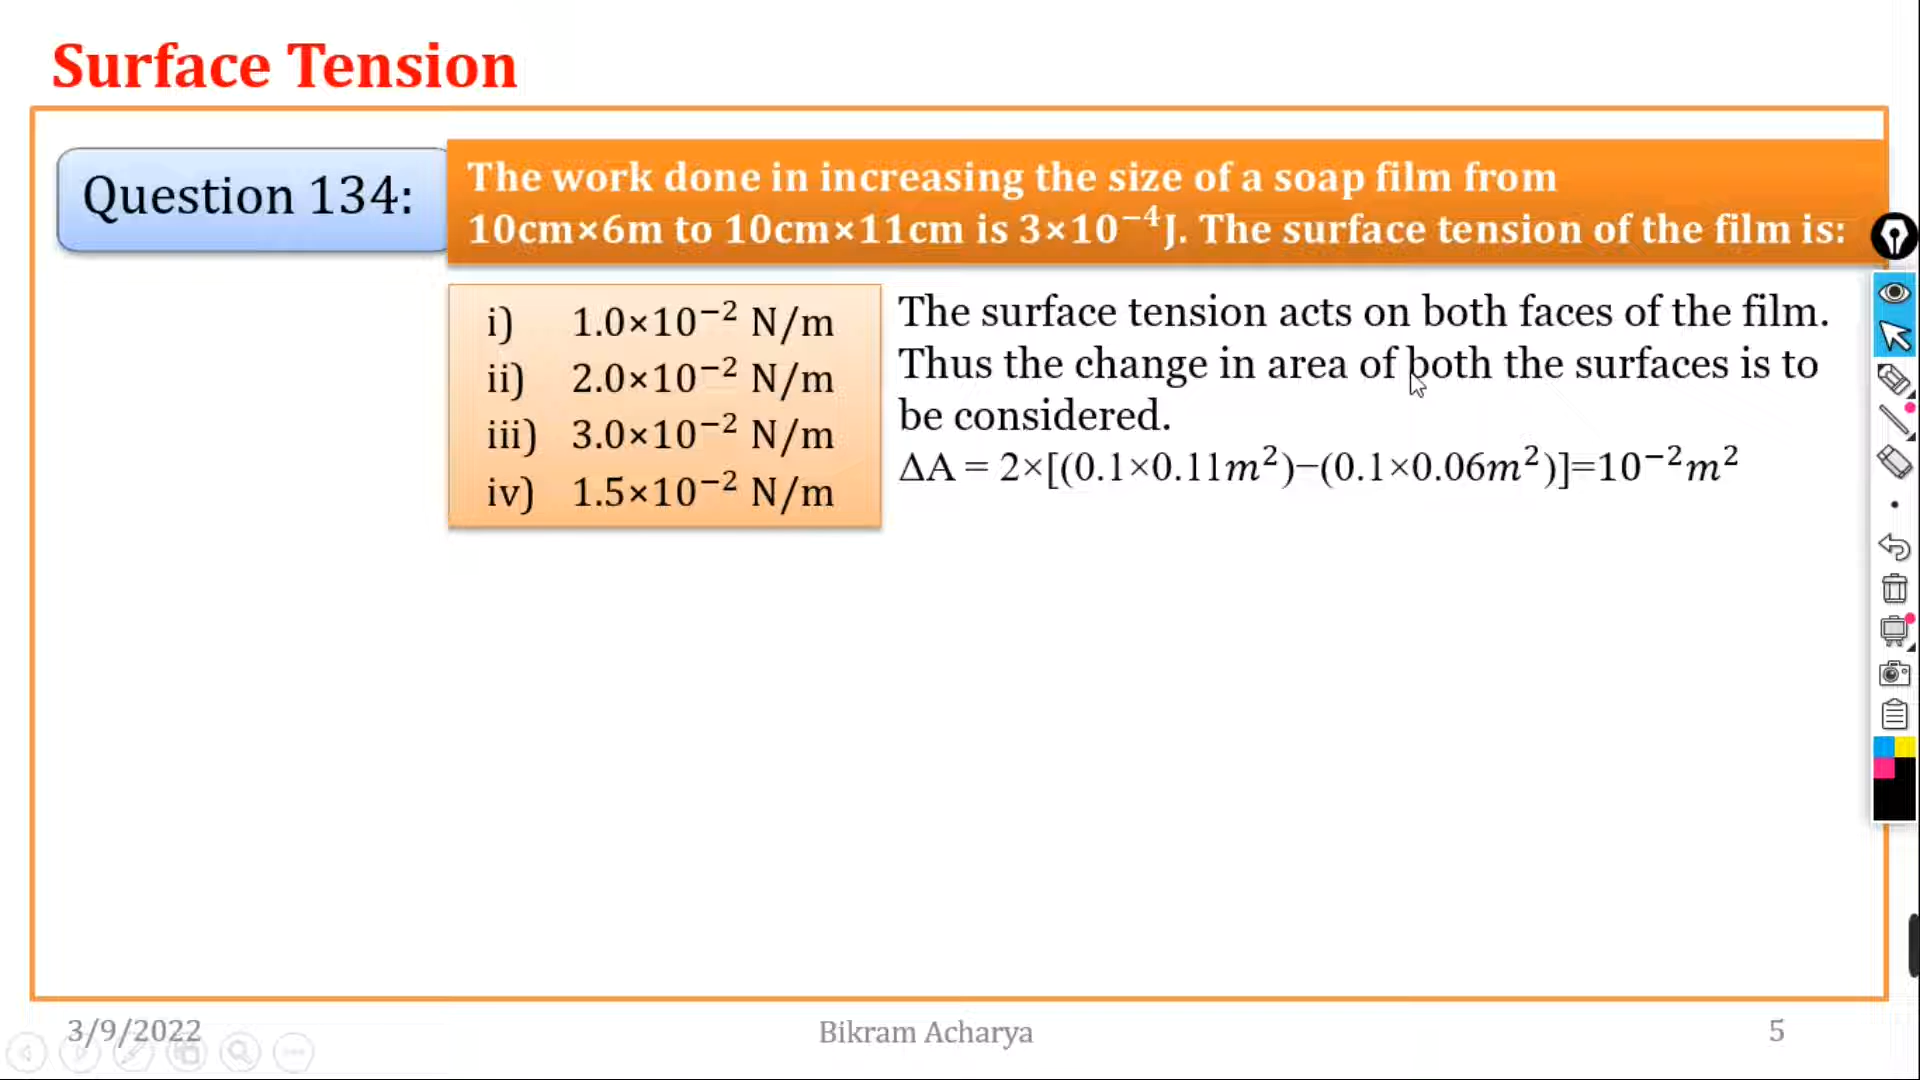 Surface Tension
Question 134:
The work done in increasing the size of a soap film from
10cm×6m to 10cm×11cm is 3×10⁻⁴J. The surface tension of the film is:
i) 1.0×10⁻² N/m
ii) 2.0×10⁻² N/m
iii) 3.0×10⁻² N/m
iv) 1.5×10⁻² N/m
The surface tension acts on both faces of the film.
Thus the change in area of both the surfaces is to
be considered.
ΔA = 2×[(0.1×0.11m²)−(0.1×0.06m²)]=10⁻²m²
3/9/2022
Bikram Acharya
5